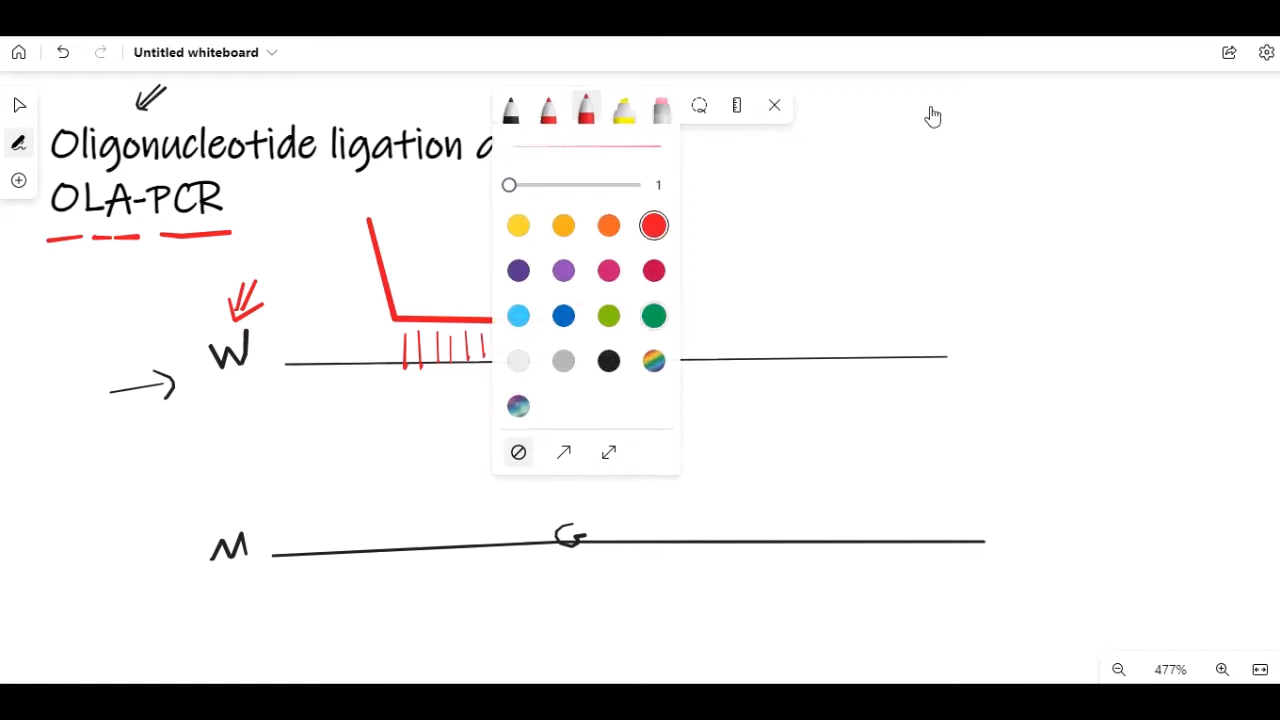 Untitled whiteboard
Oligonucleotide ligation a
OLA-PCR
1
W
M
G
477%